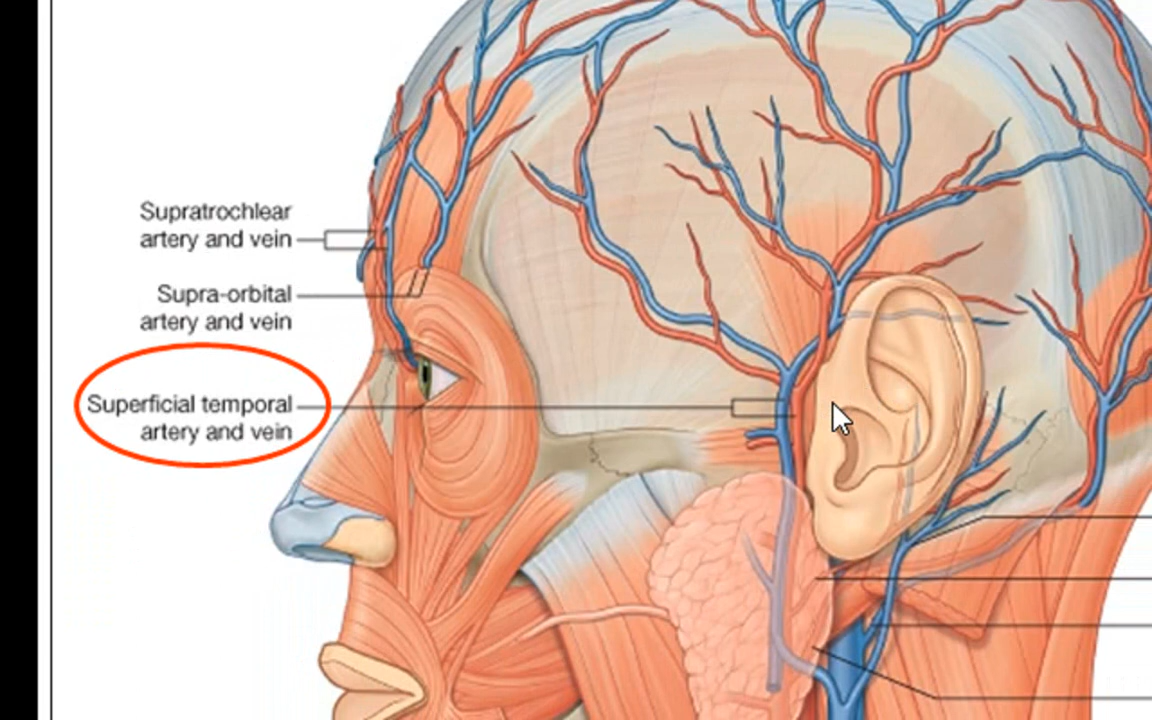 Supratrochlear
artery and vein
Supra-orbital
artery and vein
Superficial temporal
artery and vein